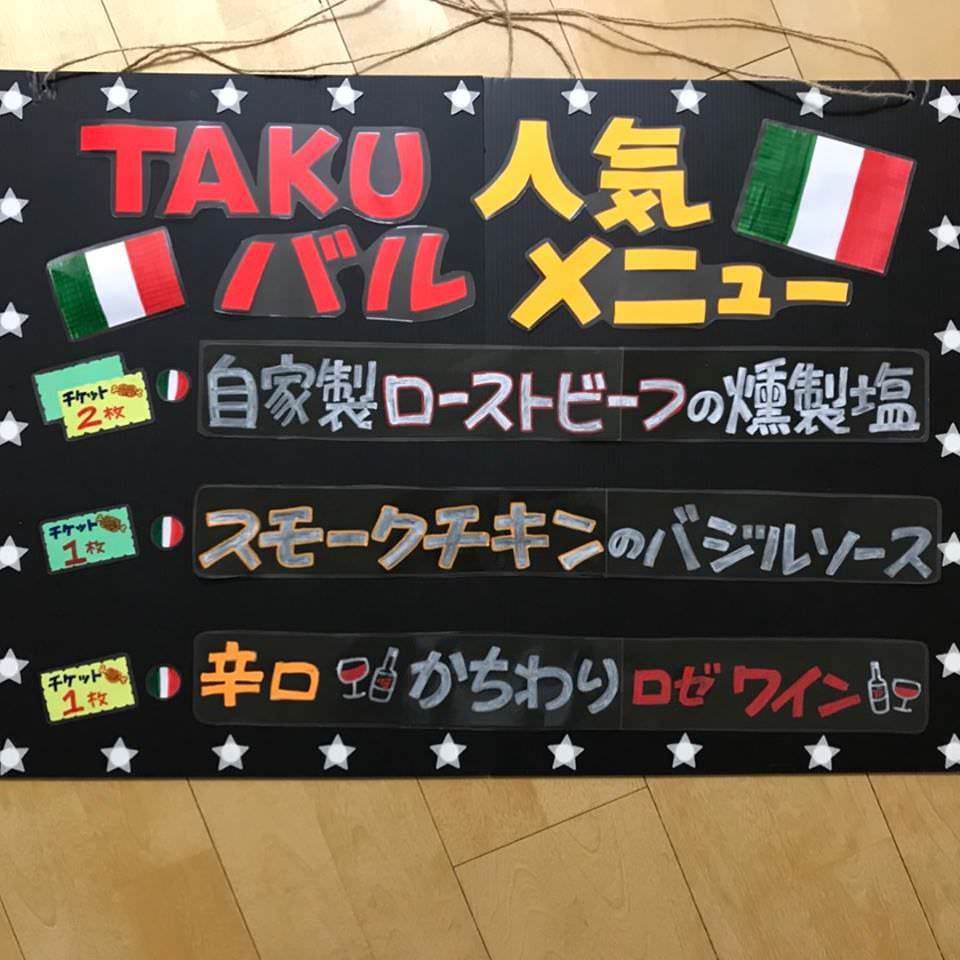 TAKU 人気
バル メニュー
チケット
2枚
自家製ローストビーフの燻製塩
チケット
1枚
スモークチキンのバジルソース
チケット
1枚
辛口 かちわり ロゼ ワイン